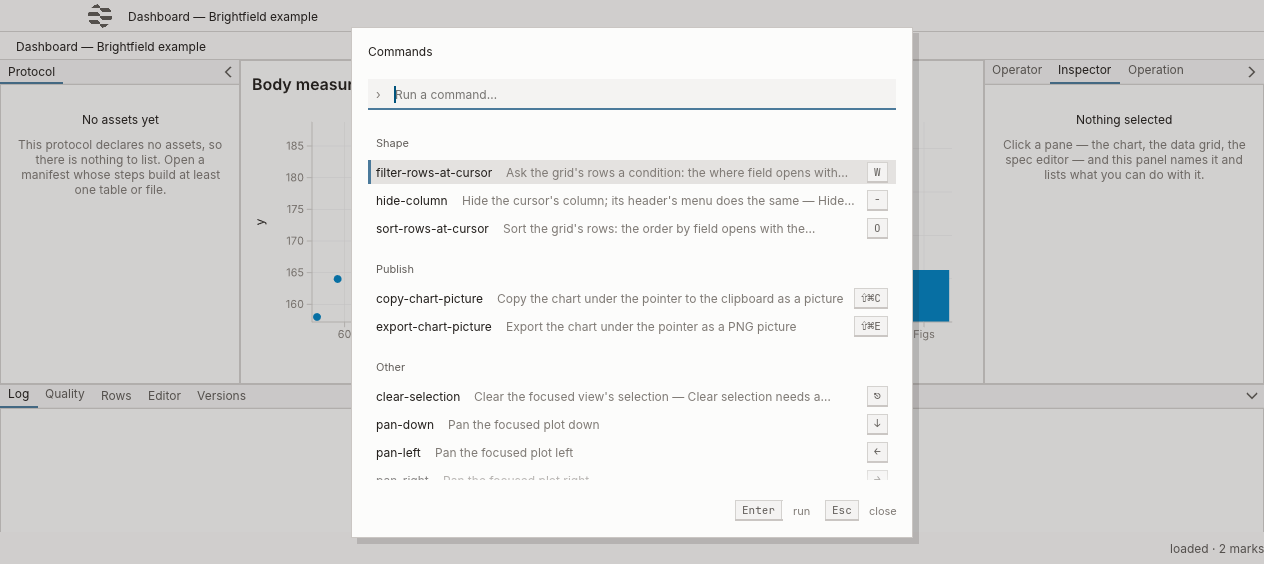 Dashboard — Brightfield example
Dashboard — Brightfield example
Protocol
No assets yet
This protocol declares no assets, so
there is nothing to list. Open a
manifest whose steps build at least
one table or file.
Body measur
y
185
180
175
170
165
160
60
Figs
Commands
› Run a command...
Shape
filter-rows-at-cursor Ask the grid's rows a condition: the where field opens with... W
hide-column Hide the cursor's column; its header's menu does the same — Hide... -
sort-rows-at-cursor Sort the grid's rows: the order by field opens with the... O
Publish
copy-chart-picture Copy the chart under the pointer to the clipboard as a picture ⇧⌘C
export-chart-picture Export the chart under the pointer as a PNG picture ⇧⌘E
Other
clear-selection Clear the focused view's selection — Clear selection needs a...
pan-down Pan the focused plot down ↓
pan-left Pan the focused plot left ←
pan-right Pan the focused plot right →
Enter run Esc close
Operator Inspector Operation
Nothing selected
Click a pane — the chart, the data grid, the
spec editor — and this panel names it and
lists what you can do with it.
Log Quality Rows Editor Versions
loaded · 2 marks